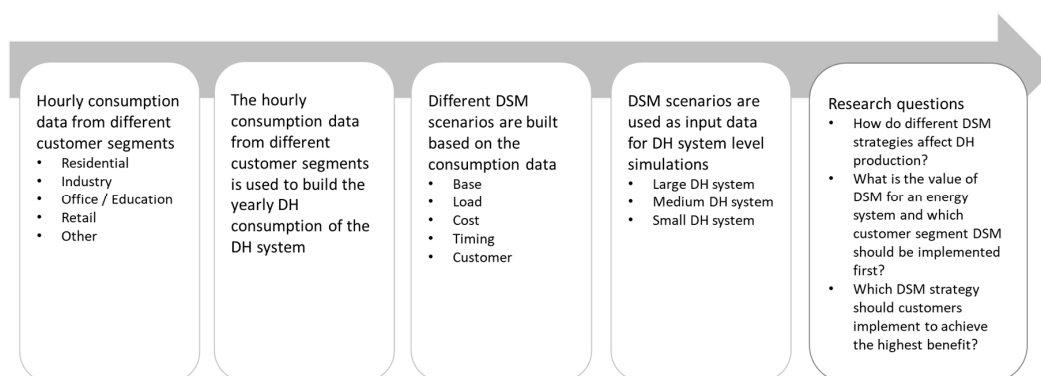 Hourly consumption
data from different
customer segments
• Residential
• Industry
• Office / Education
• Retail
• Other
The hourly
consumption data
from different
customer segments
is used to build the
yearly DH
consumption of the
DH system
Different DSM
scenarios are built
based on the
consumption data
• Base
• Load
• Cost
• Timing
• Customer
DSM scenarios are
used as input data
for DH system level
simulations
• Large DH system
• Medium DH system
• Small DH system
Research questions
• How do different DSM
strategies affect DH
production?
• What is the value of
DSM for an energy
system and which
customer segment DSM
should be implemented
first?
• Which DSM strategy
should customers
implement to achieve
the highest benefit?